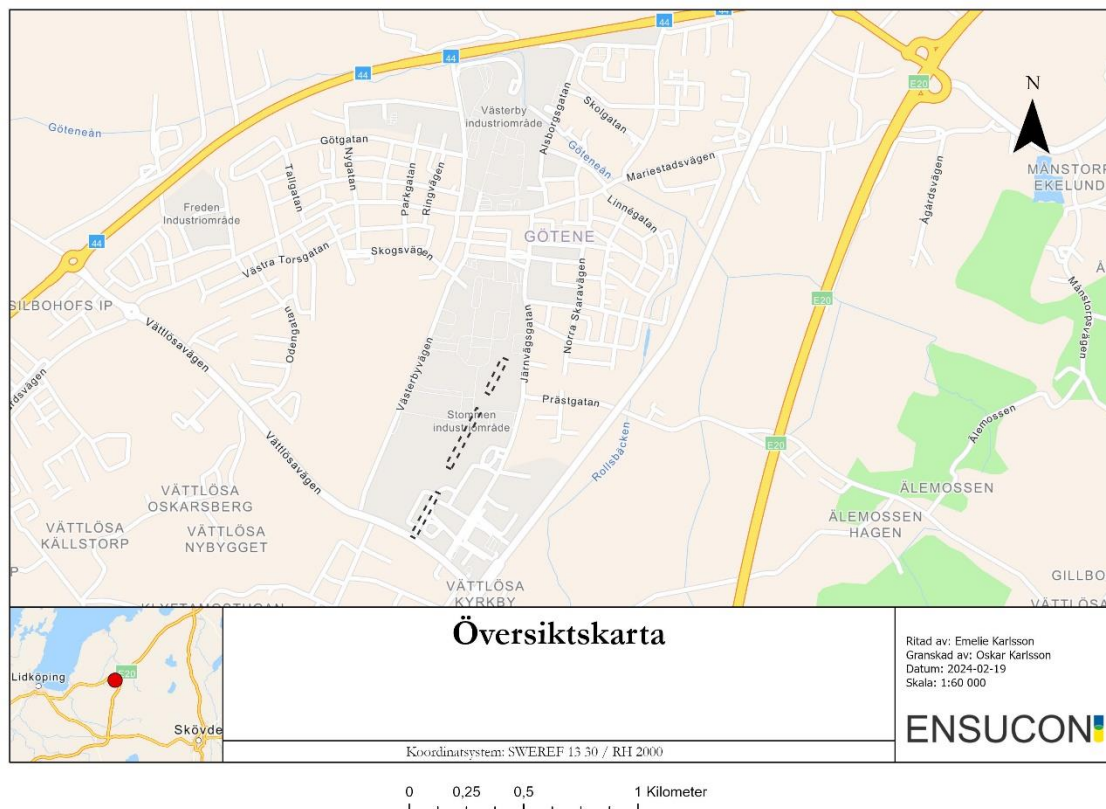 44
44
44
44
E20
E20
E20
N
Göteneån
Västerby
industriområde
Alsborgsgatan
Skolgatan
Göteneån
Mariestadsvägen
Götgatan
Nygatan
Tallgatan
Parkgatan
Ringvägen
Linnégatan
Ågårdsvägen
MÅNSTORP
EKELUND
Månstorpsvägen
Freden
Industriområde
GÖTENE
Skogsvägen
Västra Torsgatan
Norra Skaravägen
SILBOHOFS IP
Odengatan
Vättlösavägen
Västerbyvägen
Järnvägsgatan
Prästgatan
Stommen
industriområde
Rollsbäcken
Älemossen
Vättlösavägen
VÄTTLÖSA
OSKARSBERG
VÄTTLÖSA
KÄLLSTORP
VÄTTLÖSA
NYBYGGET
ÄLEMOSSEN
ÄLEMOSSEN
HAGEN
VÄTTLÖSA
KYRKBY
GILLBO
Lidköping
E20
Skövde
Översiktskarta
Koordinatsystem: SWEREF 13 30 / RH 2000
Ritad av: Emelie Karlsson
Granskad av: Oskar Karlsson
Datum: 2024-02-19
Skala: 1:60 000
ENSUCON
0 0,25 0,5 1 Kilometer